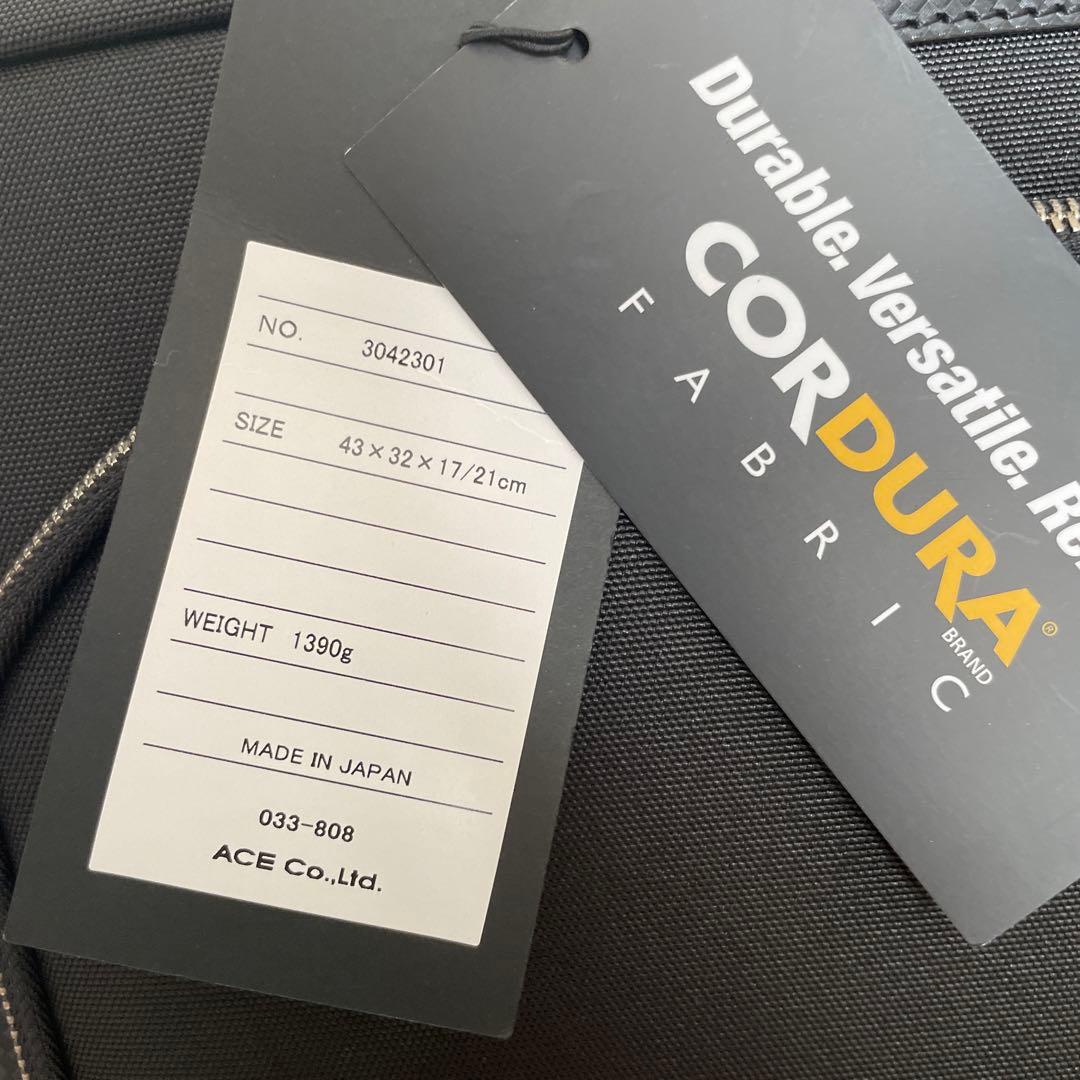 NO. 3042301
SIZE 43×32×17/21cm
WEIGHT 1390g
MADE IN JAPAN
033-808
ACE Co.,Ltd.
Durable. Versatile.
CORDURA®
BRAND
FABRIC